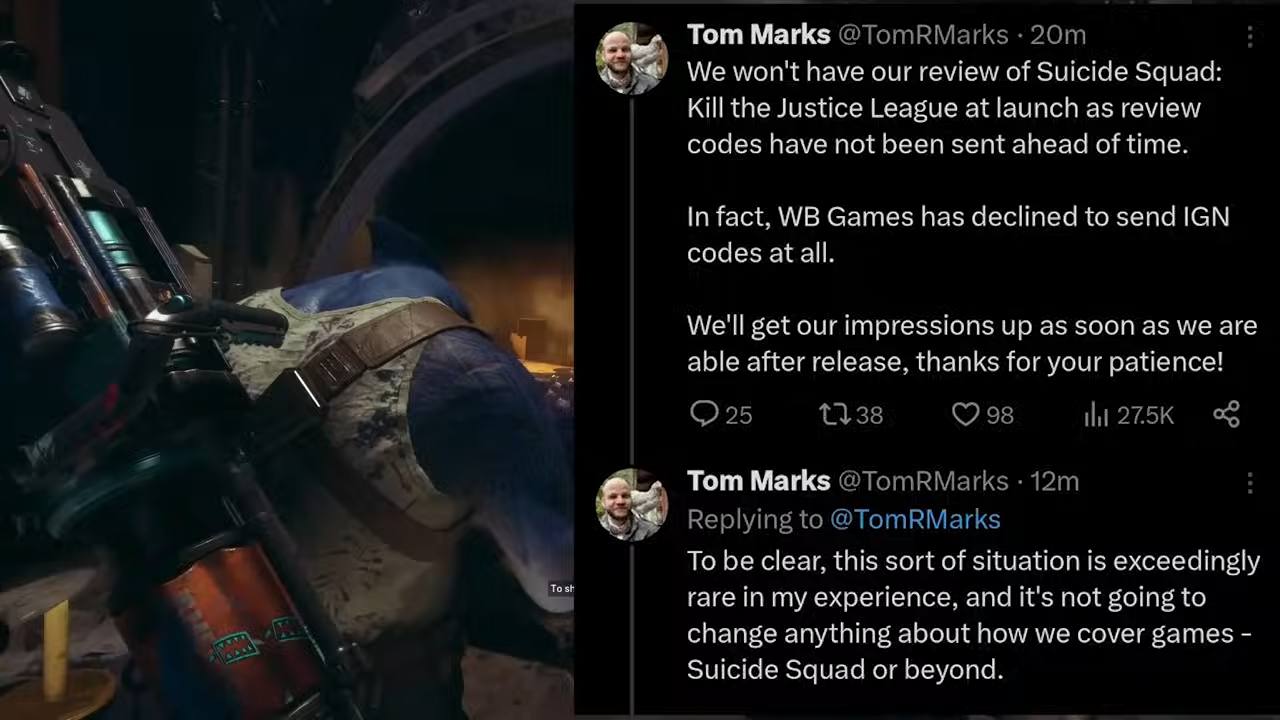 Tom Marks @TomRMarks · 20m
We won't have our review of Suicide Squad:
Kill the Justice League at launch as review
codes have not been sent ahead of time.
In fact, WB Games has declined to send IGN
codes at all.
We'll get our impressions up as soon as we are
able after release, thanks for your patience!
25 38 98 27.5K
Tom Marks @TomRMarks · 12m
Replying to @TomRMarks
To sh
To be clear, this sort of situation is exceedingly
rare in my experience, and it's not going to
change anything about how we cover games -
Suicide Squad or beyond.